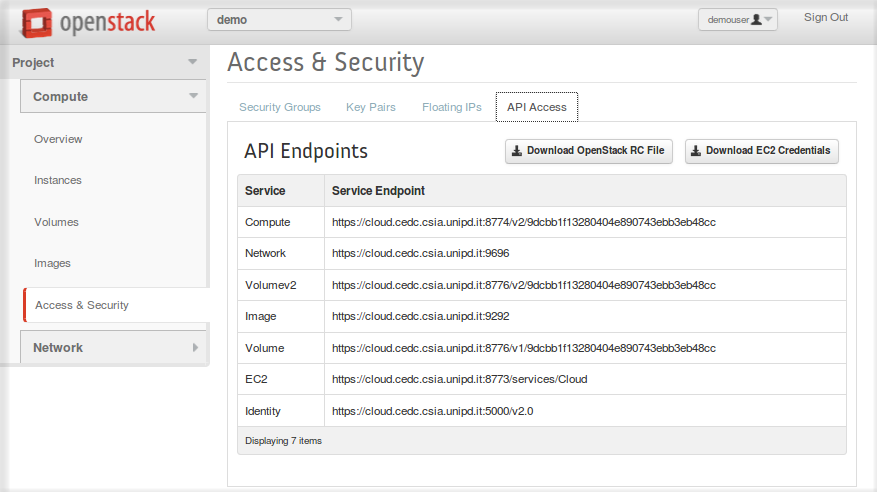 openstack
demo
demouser
Sign Out
Project
Compute
Overview
Instances
Volumes
Images
Access & Security
Network
Access & Security
Security Groups Key Pairs Floating IPs API Access
API Endpoints
Download OpenStack RC File Download EC2 Credentials
Service Service Endpoint
Compute https://cloud.cedc.csia.unipd.it:8774/v2/9dcbb1f13280404e890743ebb3eb48cc
Network https://cloud.cedc.csia.unipd.it:9696
Volumev2 https://cloud.cedc.csia.unipd.it:8776/v2/9dcbb1f13280404e890743ebb3eb48cc
Image https://cloud.cedc.csia.unipd.it:9292
Volume https://cloud.cedc.csia.unipd.it:8776/v1/9dcbb1f13280404e890743ebb3eb48cc
EC2 https://cloud.cedc.csia.unipd.it:8773/services/Cloud
Identity https://cloud.cedc.csia.unipd.it:5000/v2.0
Displaying 7 items